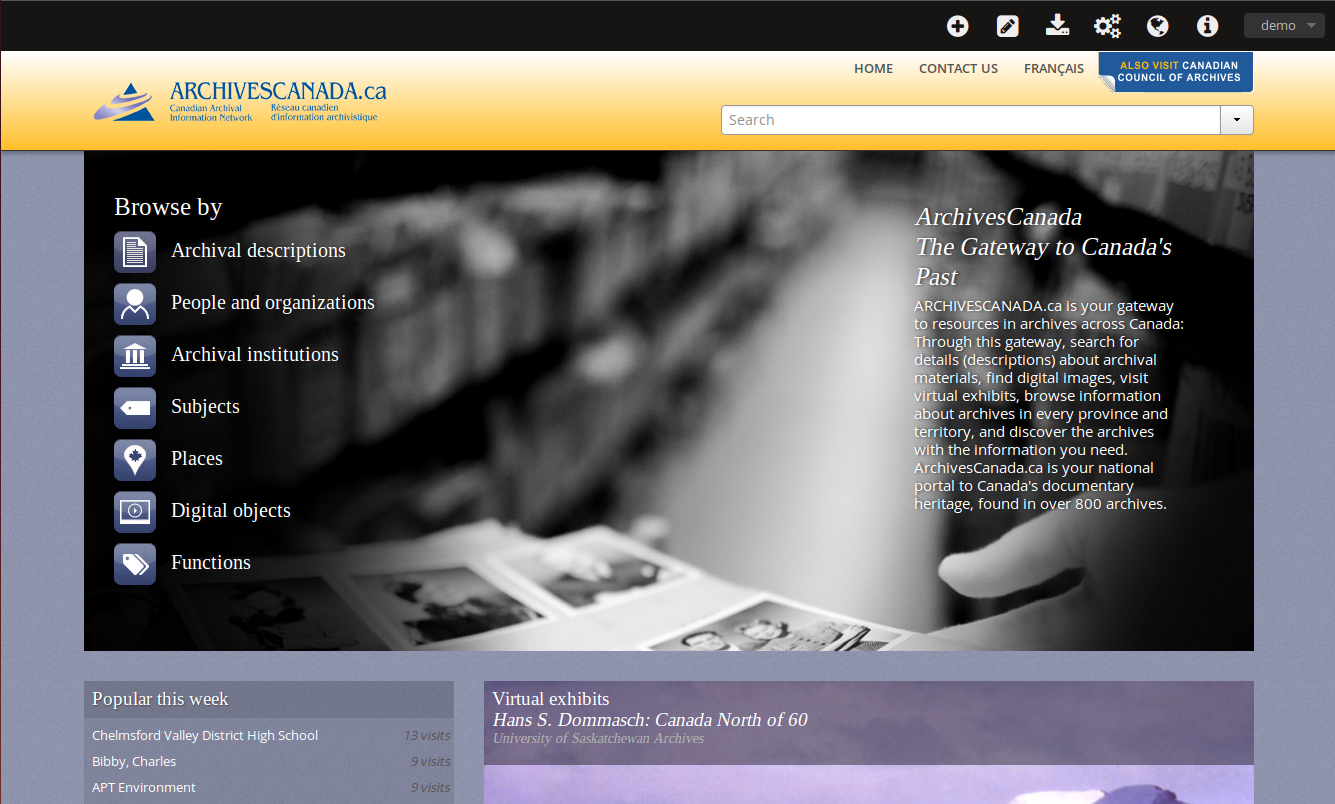 demo
HOME CONTACT US FRANÇAIS
ALSO VISIT CANADIAN
COUNCIL OF ARCHIVES
ARCHIVESCANADA.ca
Canadian Archival
Information Network
Réseau canadien
d'information archivistique
Search
Browse by
Archival descriptions
People and organizations
Archival institutions
Subjects
Places
Digital objects
Functions
ArchivesCanada
The Gateway to Canada's
Past
ARCHIVESCANADA.ca is your gateway
to resources in archives across Canada:
Through this gateway, search for
details (descriptions) about archival
materials, find digital images, visit
virtual exhibits, browse information
about archives in every province and
territory, and discover the archives
with the information you need.
ArchivesCanada.ca is your national
portal to Canada's documentary
heritage, found in over 800 archives.
Popular this week
Chelmsford Valley District High School 13 visits
Bibby, Charles 9 visits
APT Environment 9 visits
Virtual exhibits
Hans S. Dommasch: Canada North of 60
University of Saskatchewan Archives